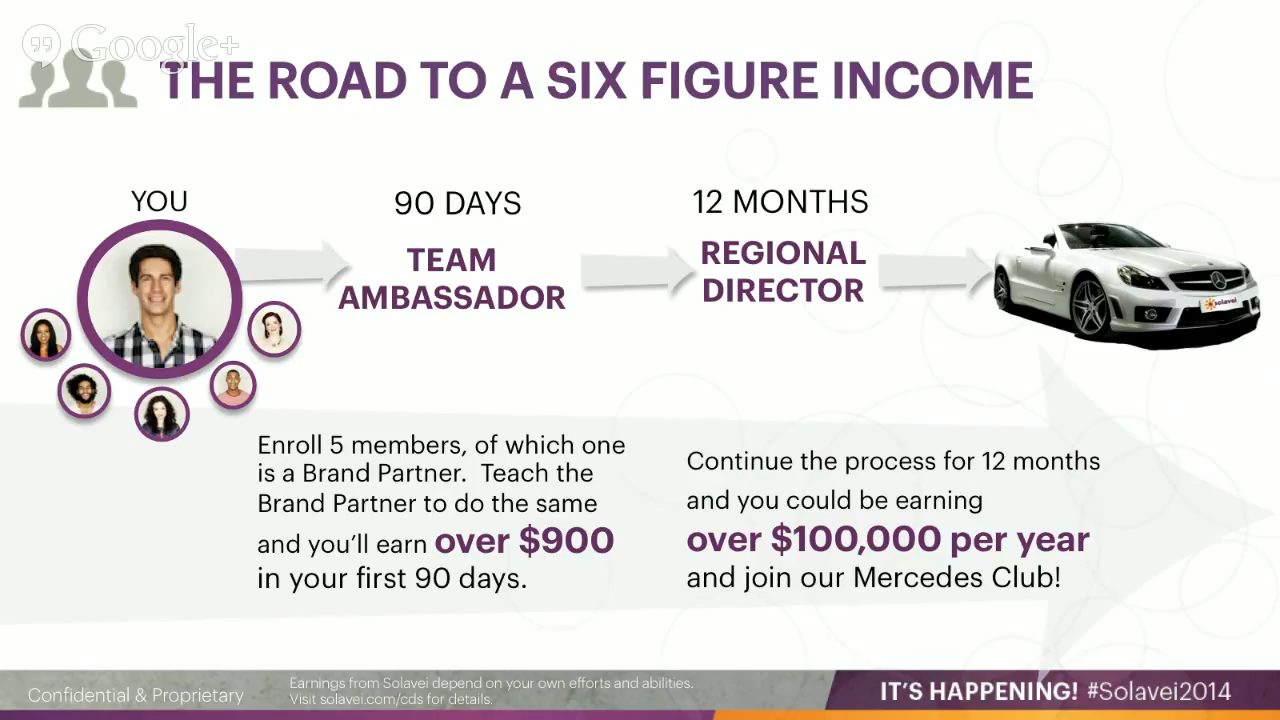 Google+
THE ROAD TO A SIX FIGURE INCOME
YOU
90 DAYS
TEAM
AMBASSADOR
12 MONTHS
REGIONAL
DIRECTOR
solavei
Enroll 5 members, of which one
is a Brand Partner. Teach the
Brand Partner to do the same
and you'll earn over $900
in your first 90 days.
Continue the process for 12 months
and you could be earning
over $100,000 per year
and join our Mercedes Club!
Confidential & Proprietary
Earnings from Solavei depend on your own efforts and abilities.
Visit solavei.com/cds for details.
IT'S HAPPENING! #Solavei2014